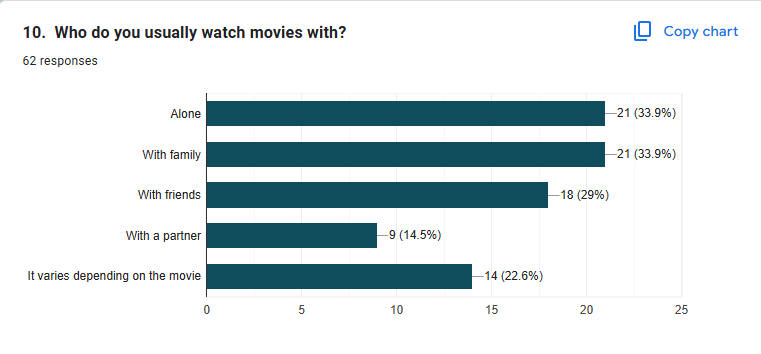 10. Who do you usually watch movies with?
Copy chart
62 responses
Alone
21 (33.9%)
With family
21 (33.9%)
With friends
18 (29%)
With a partner
9 (14.5%)
It varies depending on the movie
14 (22.6%)
0 5 10 15 20 25